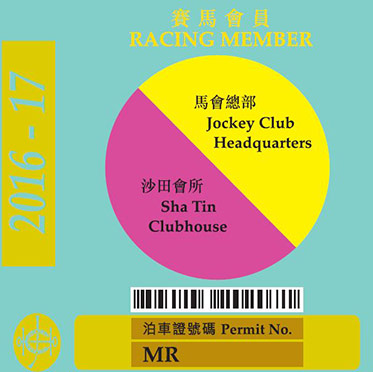 賽馬會員
RACING MEMBER
2016 - 17
馬會總部
Jockey Club
Headquarters
沙田會所
Sha Tin
Clubhouse
泊車證號碼 Permit No.
MR